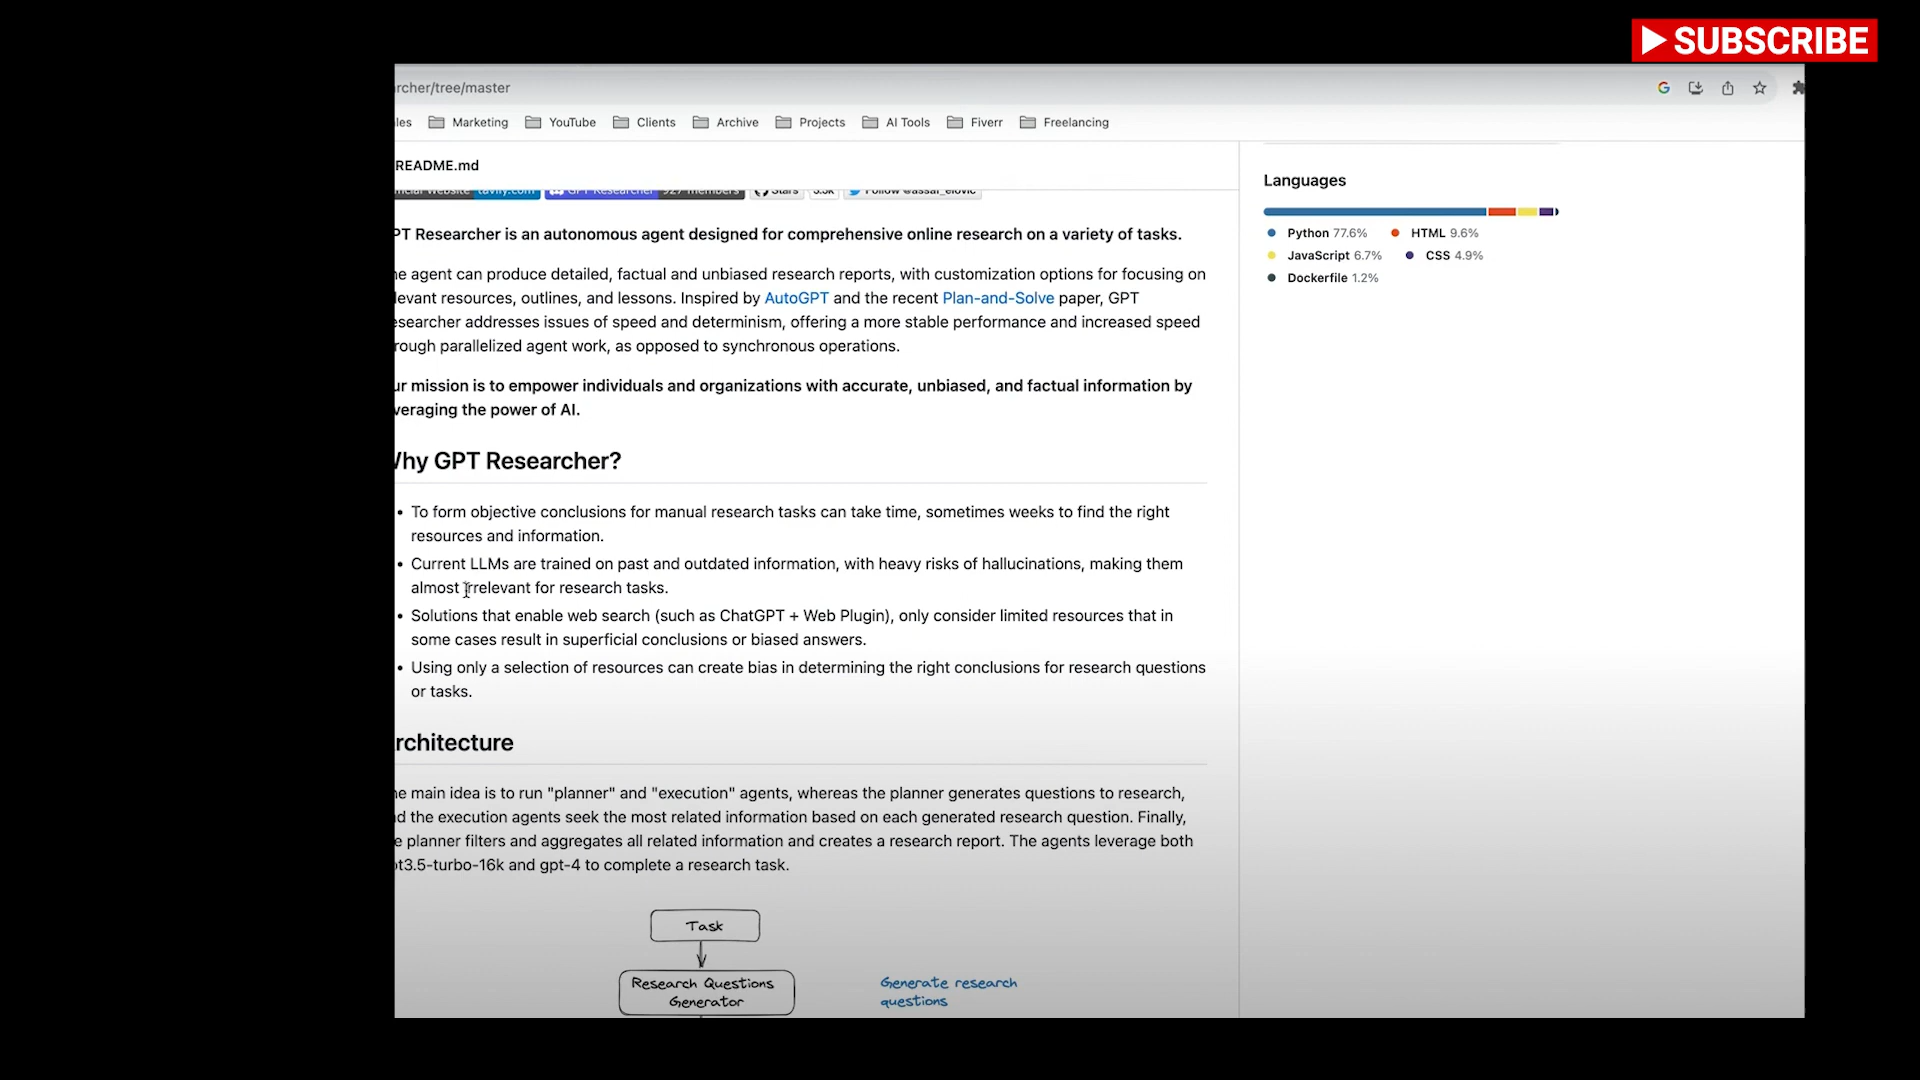 SUBSCRIBE
rcher/tree/master
les Marketing YouTube Clients Archive Projects AI Tools Fiverr Freelancing
README.md
Languages
PT Researcher is an autonomous agent designed for comprehensive online research on a variety of tasks.
Python 77.6% HTML 9.6%
JavaScript 6.7% CSS 4.9%
Dockerfile 1.2%
he agent can produce detailed, factual and unbiased research reports, with customization options for focusing on
levant resources, outlines, and lessons. Inspired by AutoGPT and the recent Plan-and-Solve paper, GPT
esearcher addresses issues of speed and determinism, offering a more stable performance and increased speed
rough parallelized agent work, as opposed to synchronous operations.
ur mission is to empower individuals and organizations with accurate, unbiased, and factual information by
veraging the power of AI.
Why GPT Researcher?
• To form objective conclusions for manual research tasks can take time, sometimes weeks to find the right
resources and information.
• Current LLMs are trained on past and outdated information, with heavy risks of hallucinations, making them
almost irrelevant for research tasks.
• Solutions that enable web search (such as ChatGPT + Web Plugin), only consider limited resources that in
some cases result in superficial conclusions or biased answers.
• Using only a selection of resources can create bias in determining the right conclusions for research questions
or tasks.
rchitecture
he main idea is to run "planner" and "execution" agents, whereas the planner generates questions to research,
d the execution agents seek the most related information based on each generated research question. Finally,
e planner filters and aggregates all related information and creates a research report. The agents leverage both
pt3.5-turbo-16k and gpt-4 to complete a research task.
Task
Research Questions
Generator
Generate research
questions